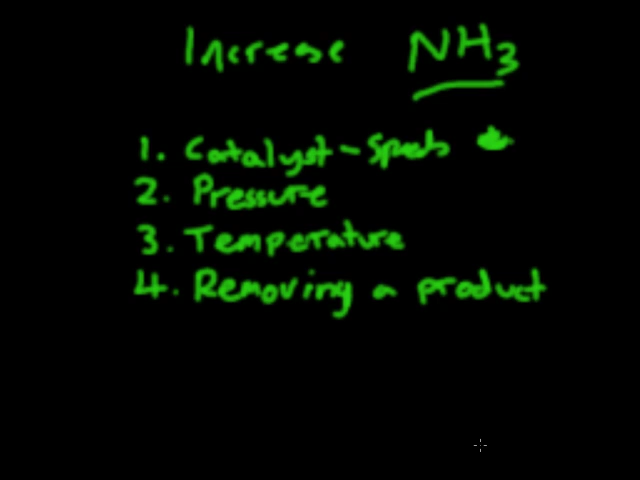 Increase NH3
1. Catalyst - Speeds
2. Pressure
3. Temperature
4. Removing a product